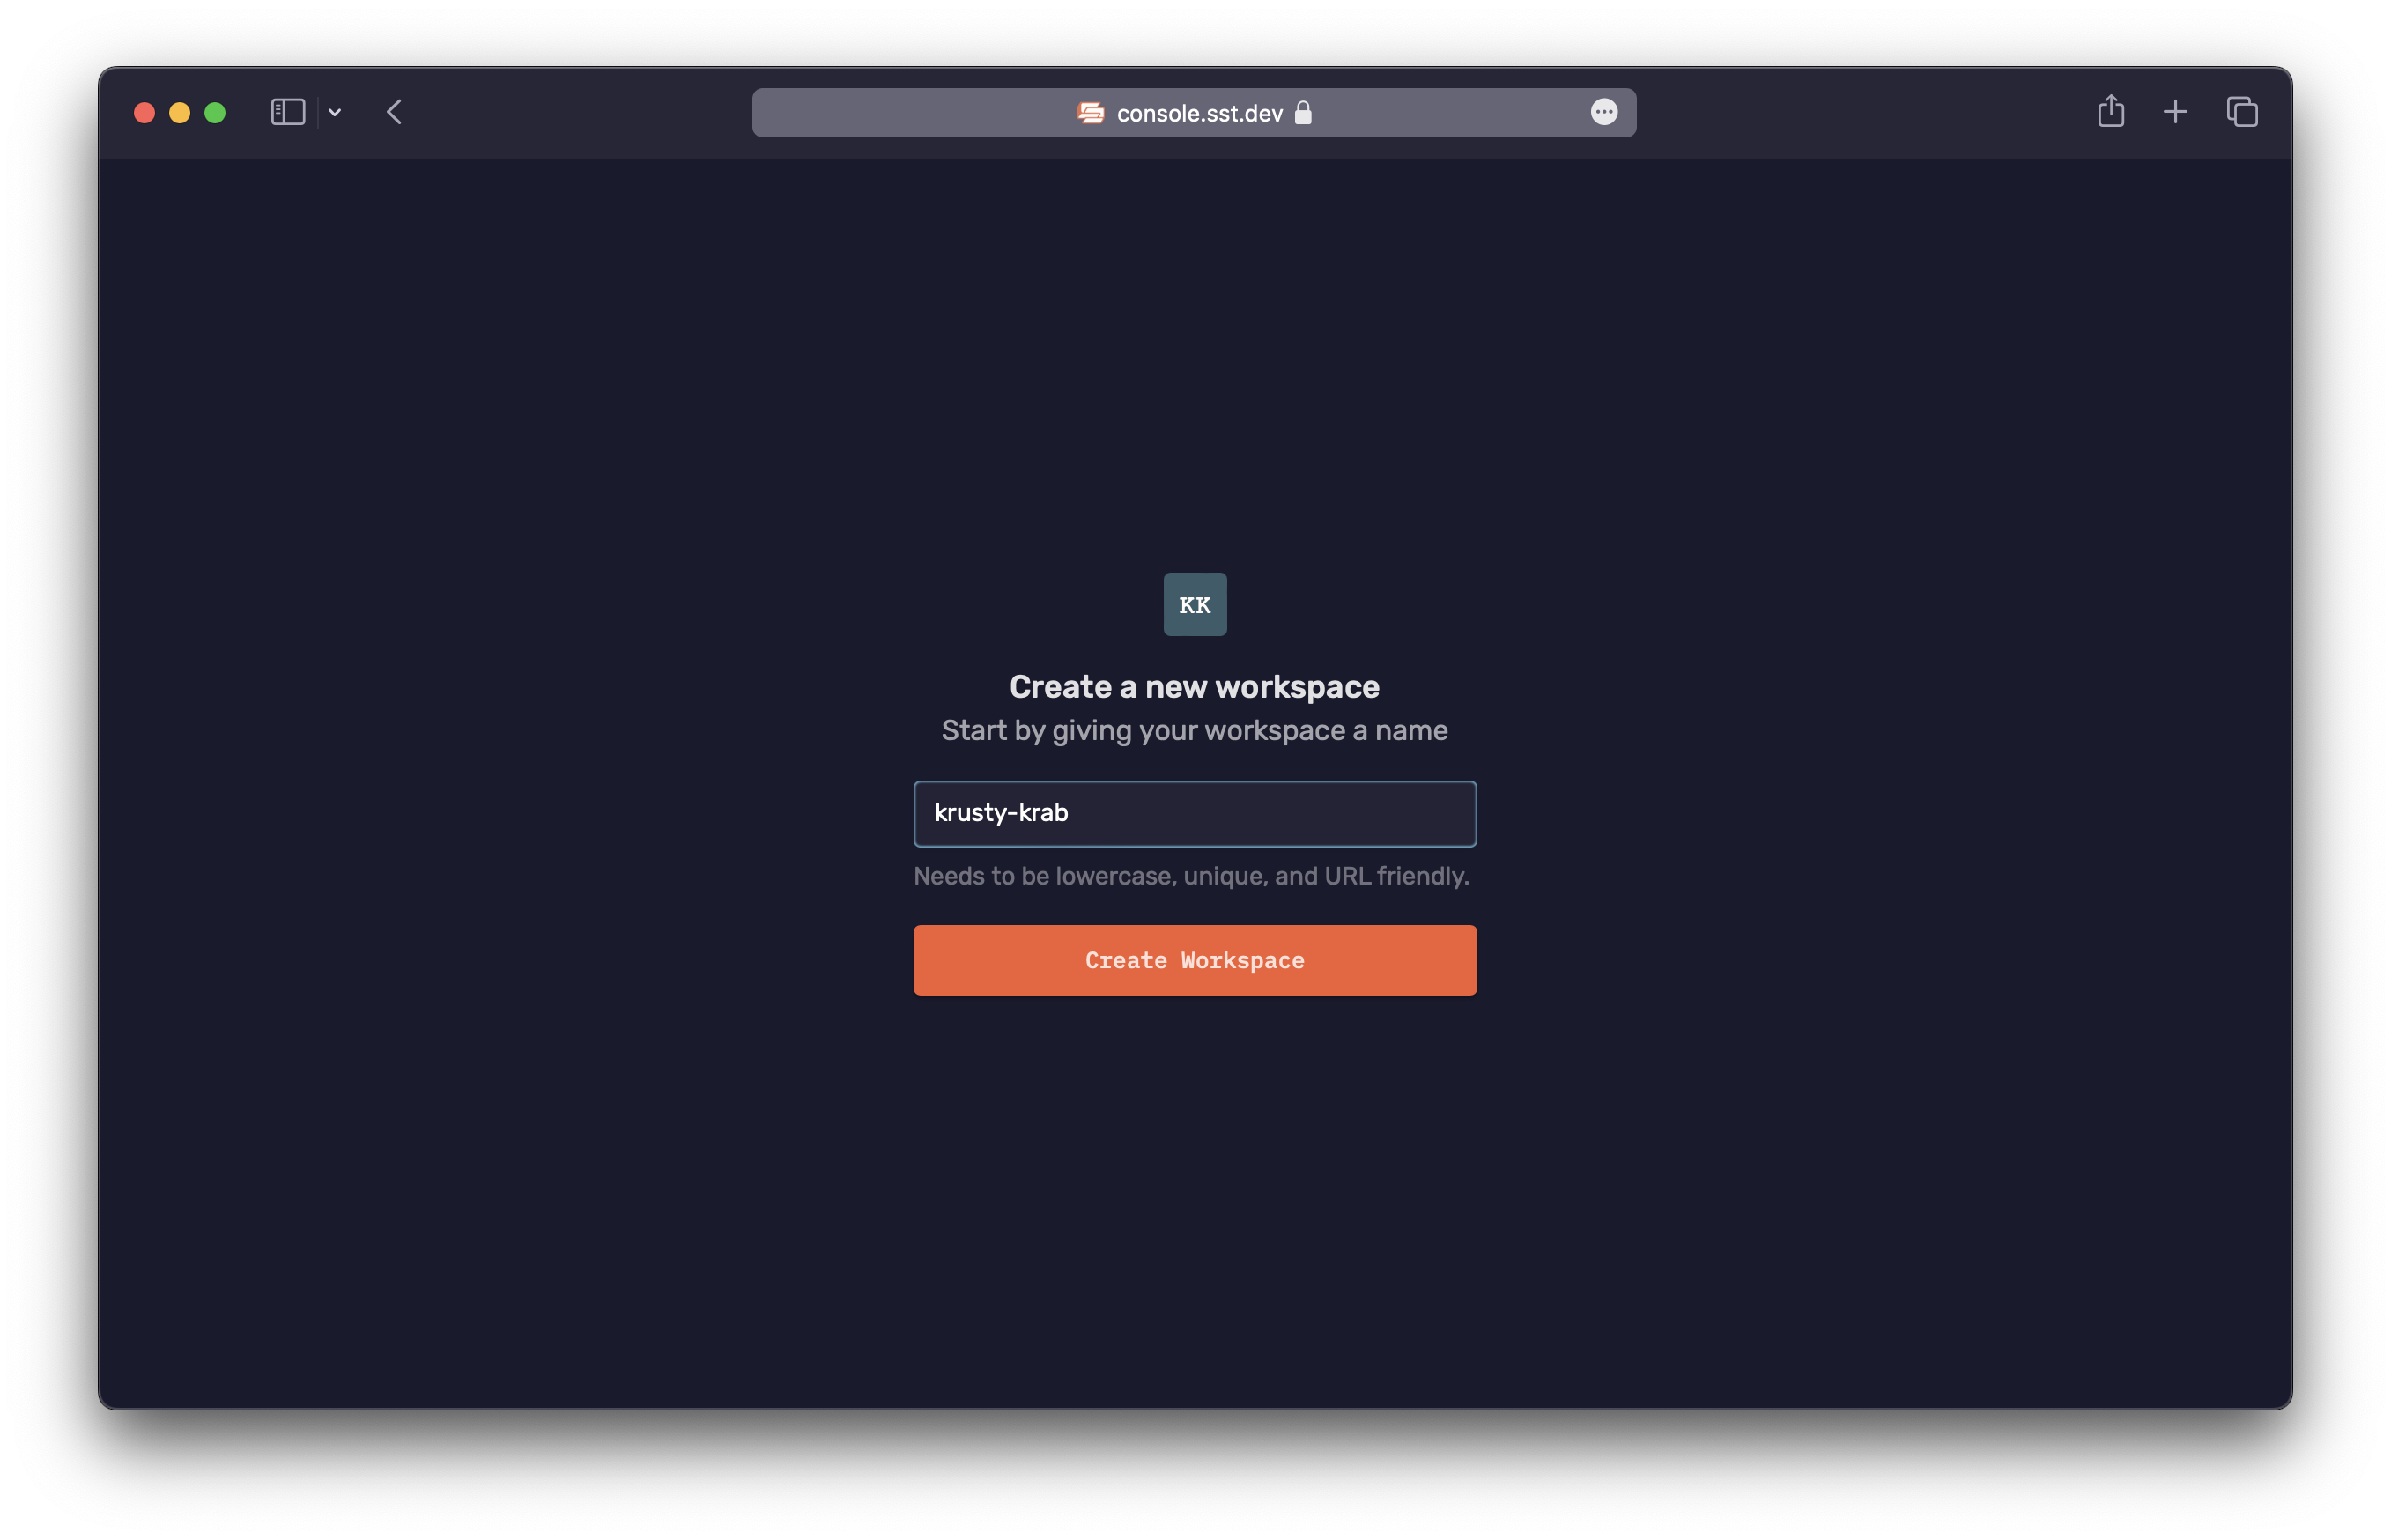 console.sst.dev
KK
Create a new workspace
Start by giving your workspace a name
krusty-krab
Needs to be lowercase, unique, and URL friendly.
Create Workspace